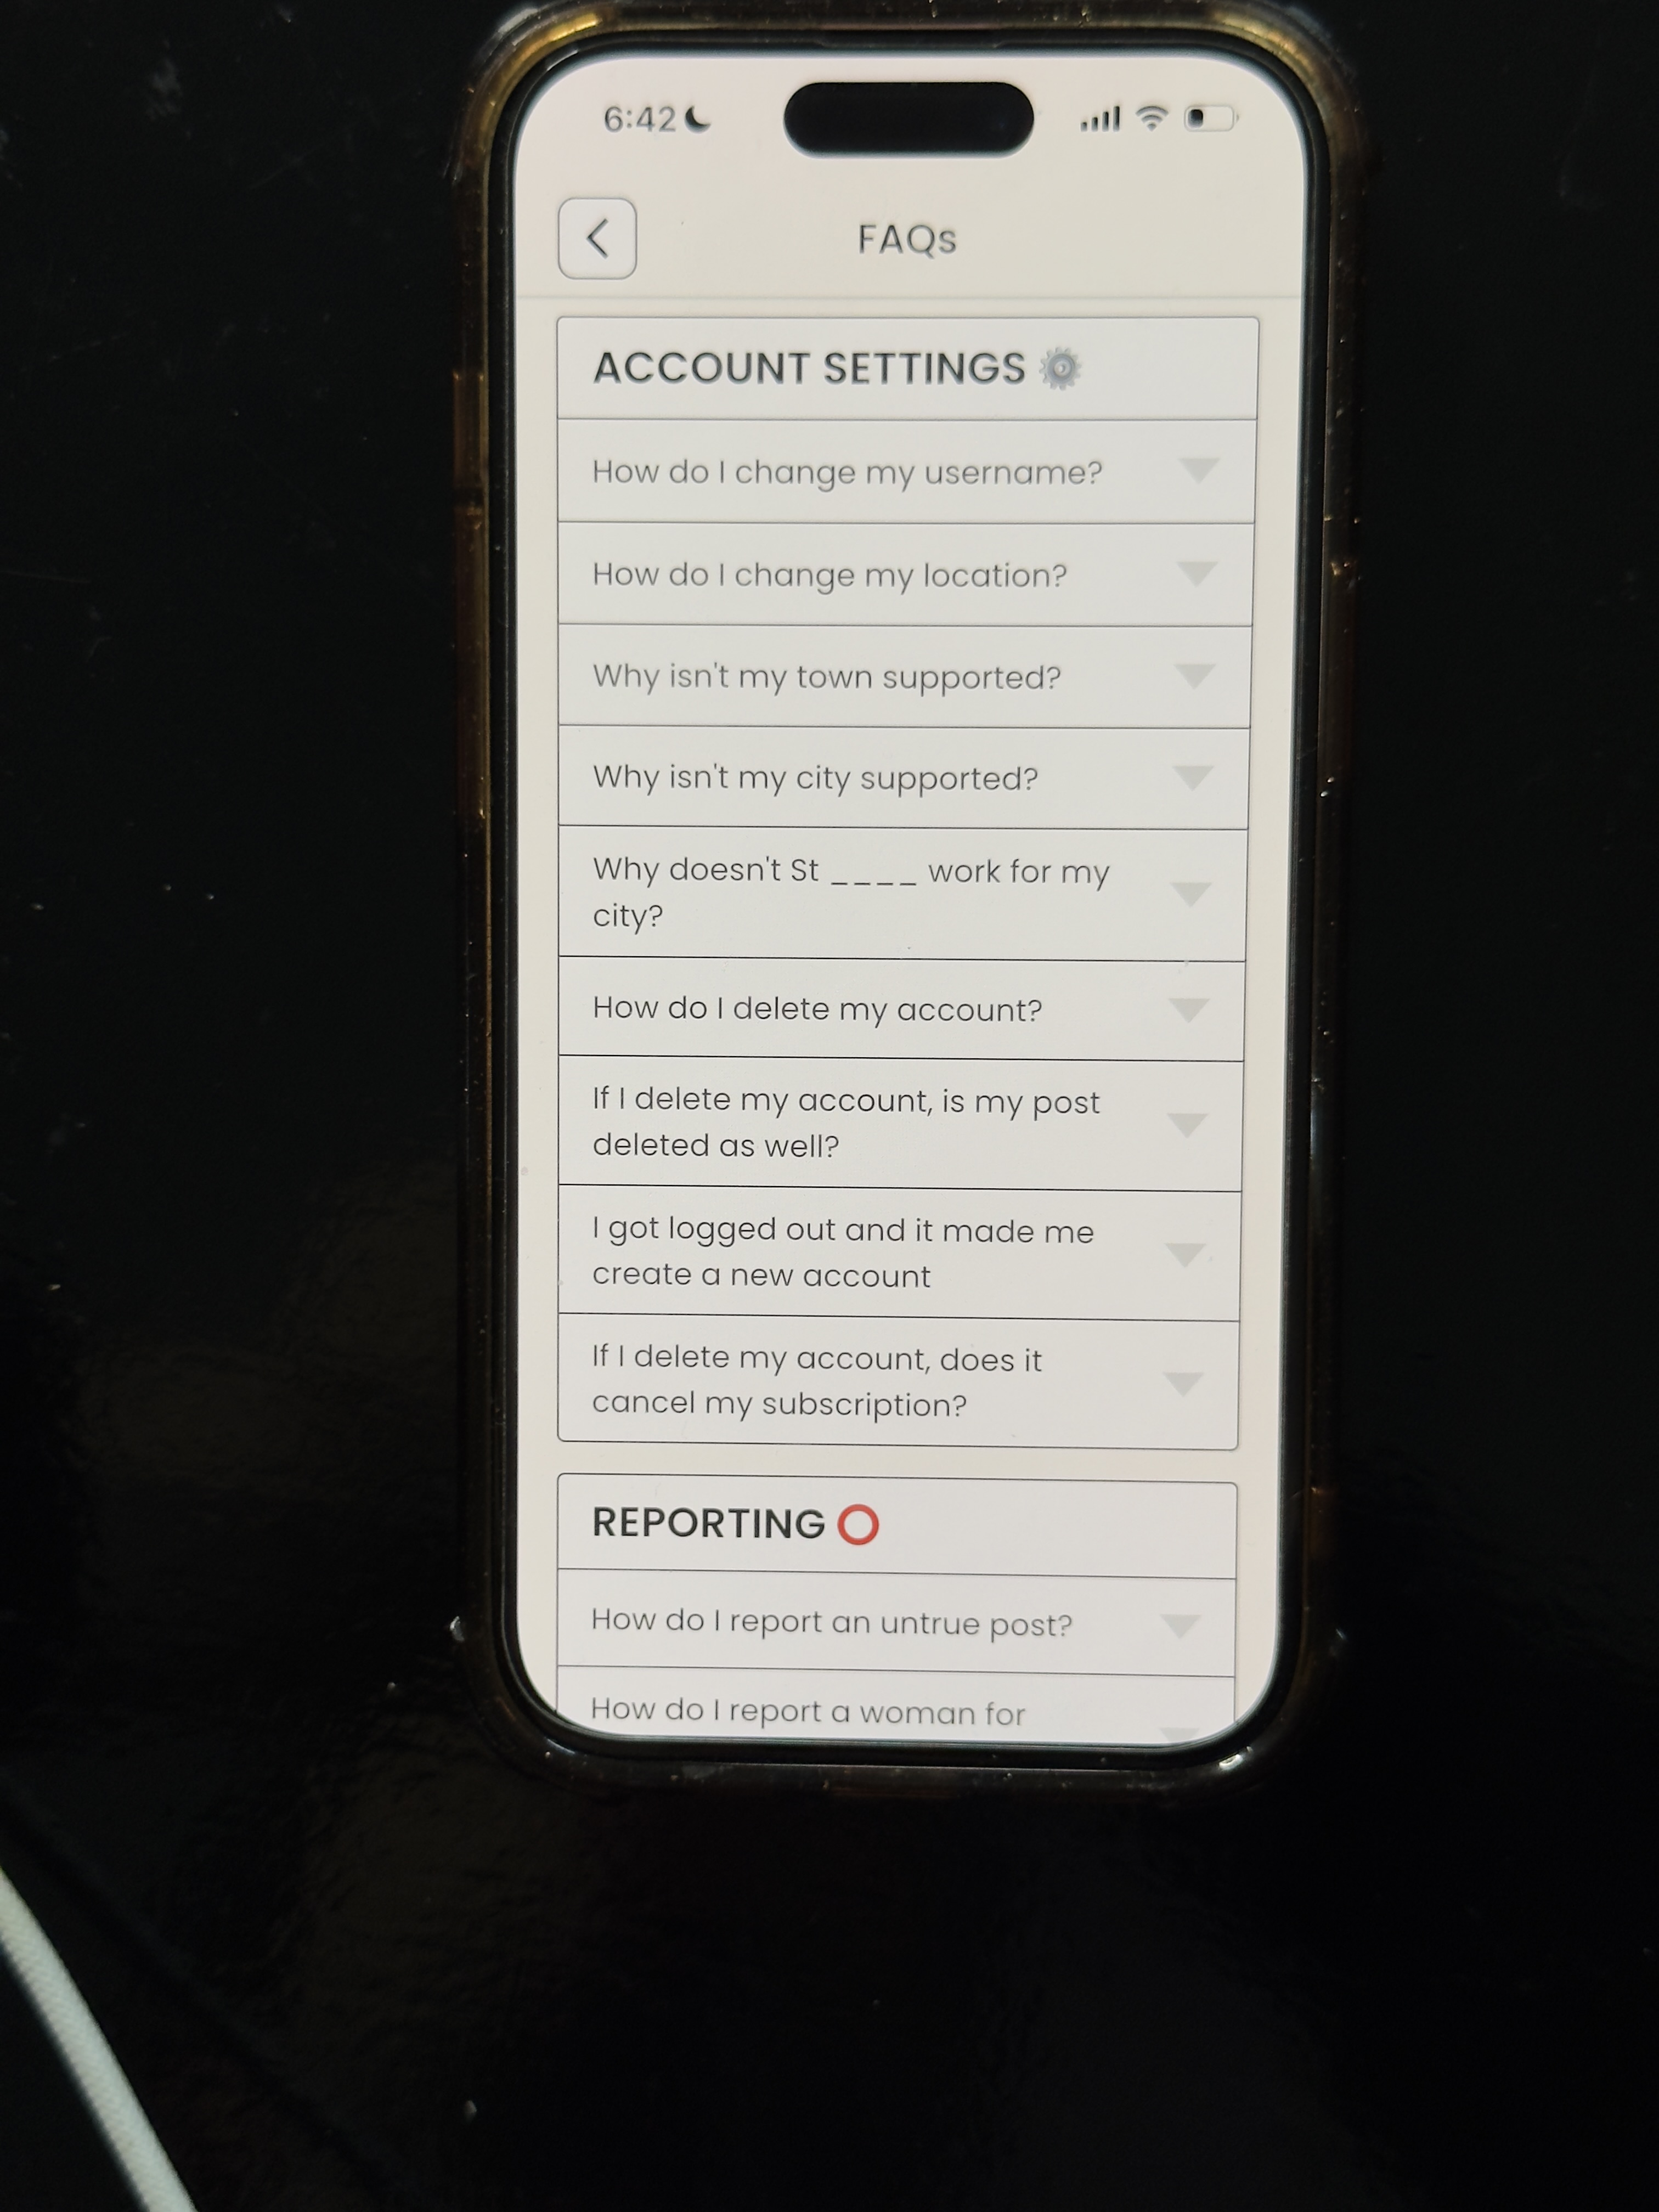 6:42
FAQs
ACCOUNT SETTINGS
How do I change my username?
How do I change my location?
Why isn't my town supported?
Why isn't my city supported?
Why doesn't St ____ work for my
city?
How do I delete my account?
If I delete my account, is my post
deleted as well?
I got logged out and it made me
create a new account
If I delete my account, does it
cancel my subscription?
REPORTING
How do I report an untrue post?
How do I report a woman for